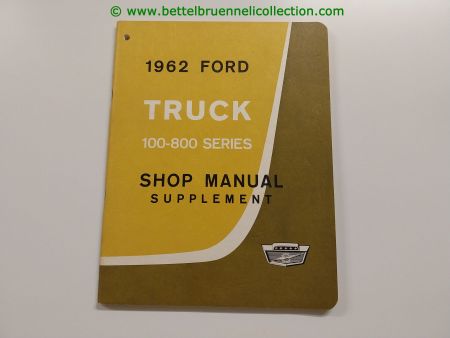 © www.bettelbruennelicollection.com
1962 FORD
TRUCK
100-800 SERIES
SHOP MANUAL
SUPPLEMENT